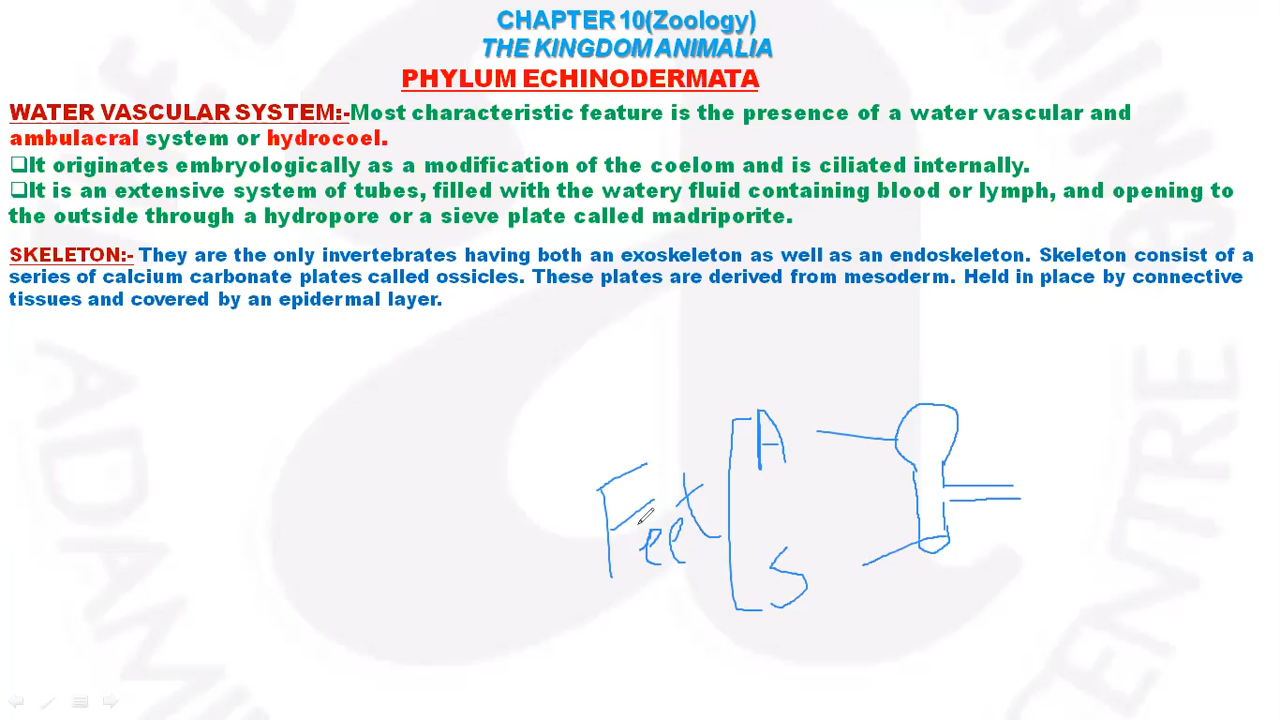 CHAPTER 10(Zoology)
THE KINGDOM ANIMALIA
PHYLUM ECHINODERMATA
WATER VASCULAR SYSTEM:-Most characteristic feature is the presence of a water vascular and
ambulacral system or hydrocoel.
❑It originates embryologically as a modification of the coelom and is ciliated internally.
❑It is an extensive system of tubes, filled with the watery fluid containing blood or lymph, and opening to
the outside through a hydropore or a sieve plate called madriporite.
SKELETON:- They are the only invertebrates having both an exoskeleton as well as an endoskeleton. Skeleton consist of a
series of calcium carbonate plates called ossicles. These plates are derived from mesoderm. Held in place by connective
tissues and covered by an epidermal layer.
A
Feet
S
ADAMJ
CENTRE